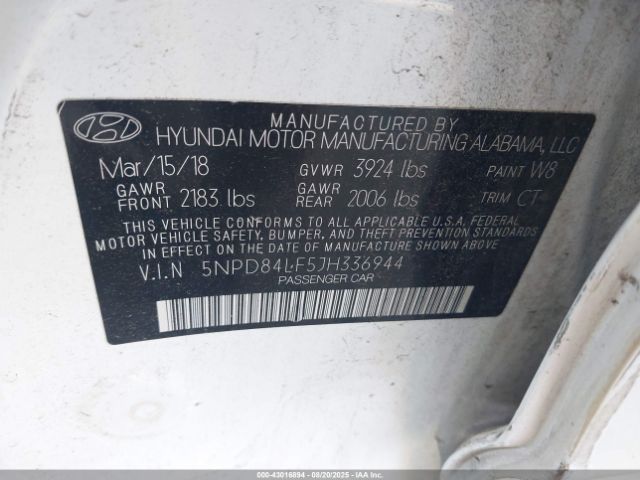 MANUFACTURED BY
HYUNDAI MOTOR MANUFACTURING ALABAMA, LLC
Mar/15/18 GVWR 3924 lbs PAINT W8
GAWR FRONT 2183 lbs GAWR REAR 2006 lbs TRIM CT
THIS VEHICLE CONFORMS TO ALL APPLICABLE U.S.A, FEDERAL
MOTOR VEHICLE SAFETY, BUMPER, AND THEFT PREVENTION STANDARDS
IN EFFECT ON THE DATE OF MANUFACTURE SHOWN ABOVE.
V.I.N 5NPD84LF5JH336944
PASSENGER CAR
000-43016894 - 08/20/2025 - IAAI.COM